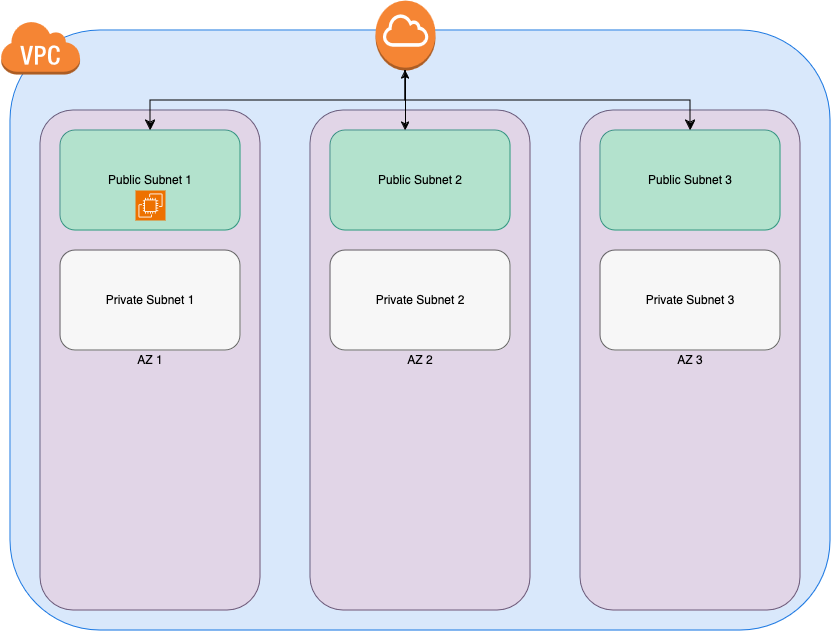 VPC
Public Subnet 1
Public Subnet 2
Public Subnet 3
Private Subnet 1
Private Subnet 2
Private Subnet 3
AZ 1
AZ 2
AZ 3